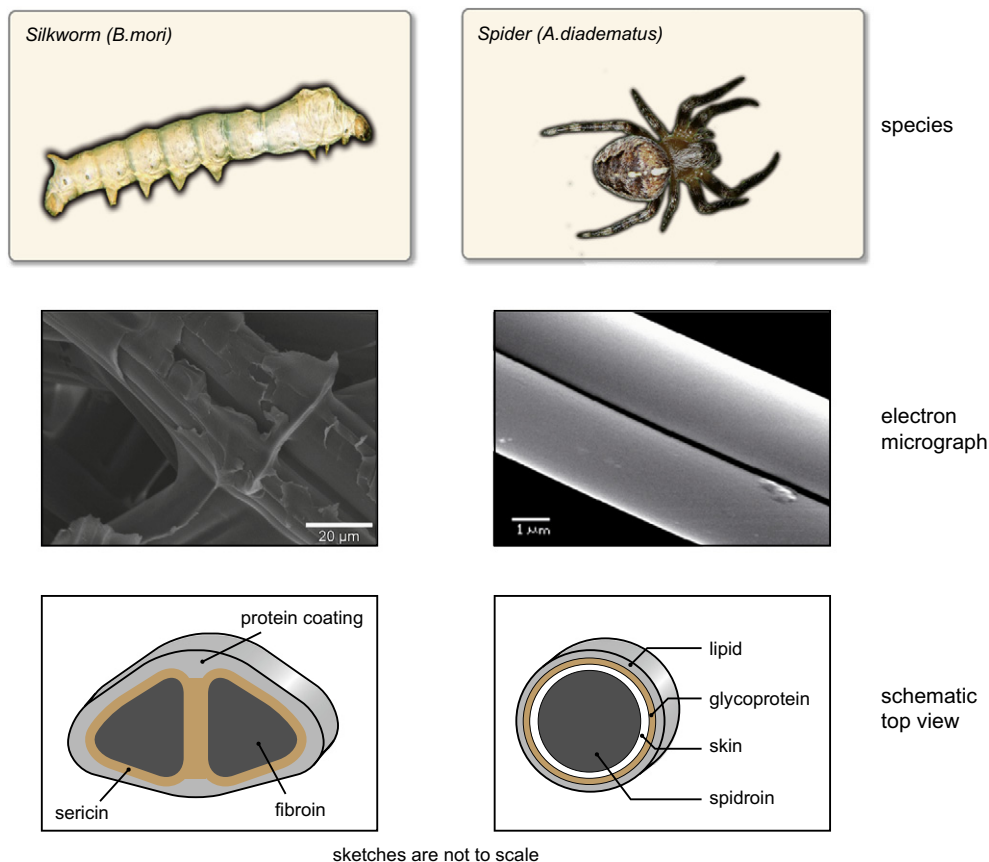 Silkworm (B.mori)
Spider (A.diadematus)
species
electron
micrograph
20 µm
1 µm
protein coating
sericin
fibroin
lipid
glycoprotein
skin
spidroin
schematic
top view
sketches are not to scale